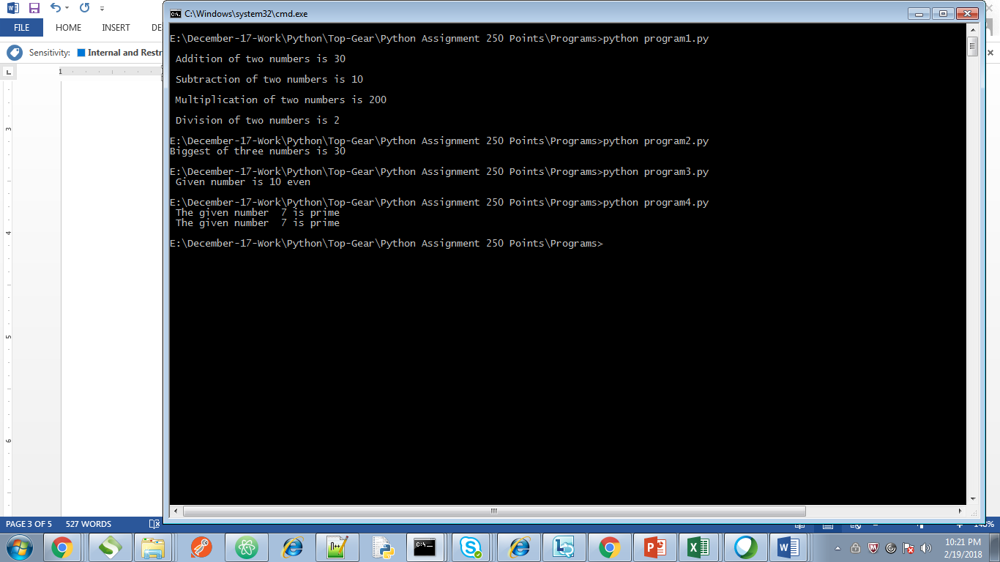 C:\Windows\system32\cmd.exe
FILE HOME INSERT DE
Sensitivity: Internal and Restr
E:\December-17-Work\Python\Top-Gear\Python Assignment 250 Points\Programs>python program1.py
Addition of two numbers is 30
Subtraction of two numbers is 10
Multiplication of two numbers is 200
Division of two numbers is 2
E:\December-17-Work\Python\Top-Gear\Python Assignment 250 Points\Programs>python program2.py
Biggest of three numbers is 30
E:\December-17-Work\Python\Top-Gear\Python Assignment 250 Points\Programs>python program3.py
Given number is 10 even
E:\December-17-Work\Python\Top-Gear\Python Assignment 250 Points\Programs>python program4.py
The given number  7 is prime
The given number  7 is prime
E:\December-17-Work\Python\Top-Gear\Python Assignment 250 Points\Programs>
1
3
4
5
6
PAGE 3 OF 5 527 WORDS
10:21 PM
2/19/2018